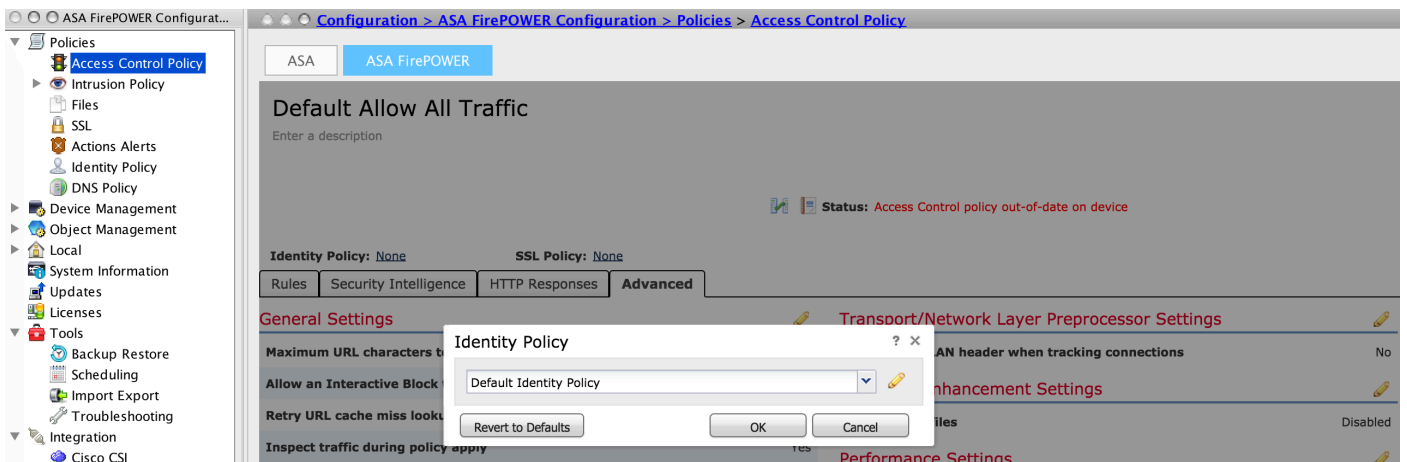 ASA FirePOWER Configurat...
Policies
Access Control Policy
Intrusion Policy
Files
SSL
Actions Alerts
Identity Policy
DNS Policy
Device Management
Object Management
Local
System Information
Updates
Licenses
Tools
Backup Restore
Scheduling
Import Export
Troubleshooting
Integration
Cisco CSI
Configuration > ASA FirePOWER Configuration > Policies > Access Control Policy
ASA ASA FirePOWER
Default Allow All Traffic
Enter a description
Status: Access Control policy out-of-date on device
Identity Policy: None SSL Policy: None
Rules Security Intelligence HTTP Responses Advanced
General Settings
Maximum URL characters t
Allow an Interactive Block
Retry URL cache miss looku
Inspect traffic during policy apply Yes
Transport/Network Layer Preprocessor Settings
AN header when tracking connections No
nhancement Settings
iles Disabled
Performance Settings
Identity Policy ? ×
Default Identity Policy
Revert to Defaults OK Cancel